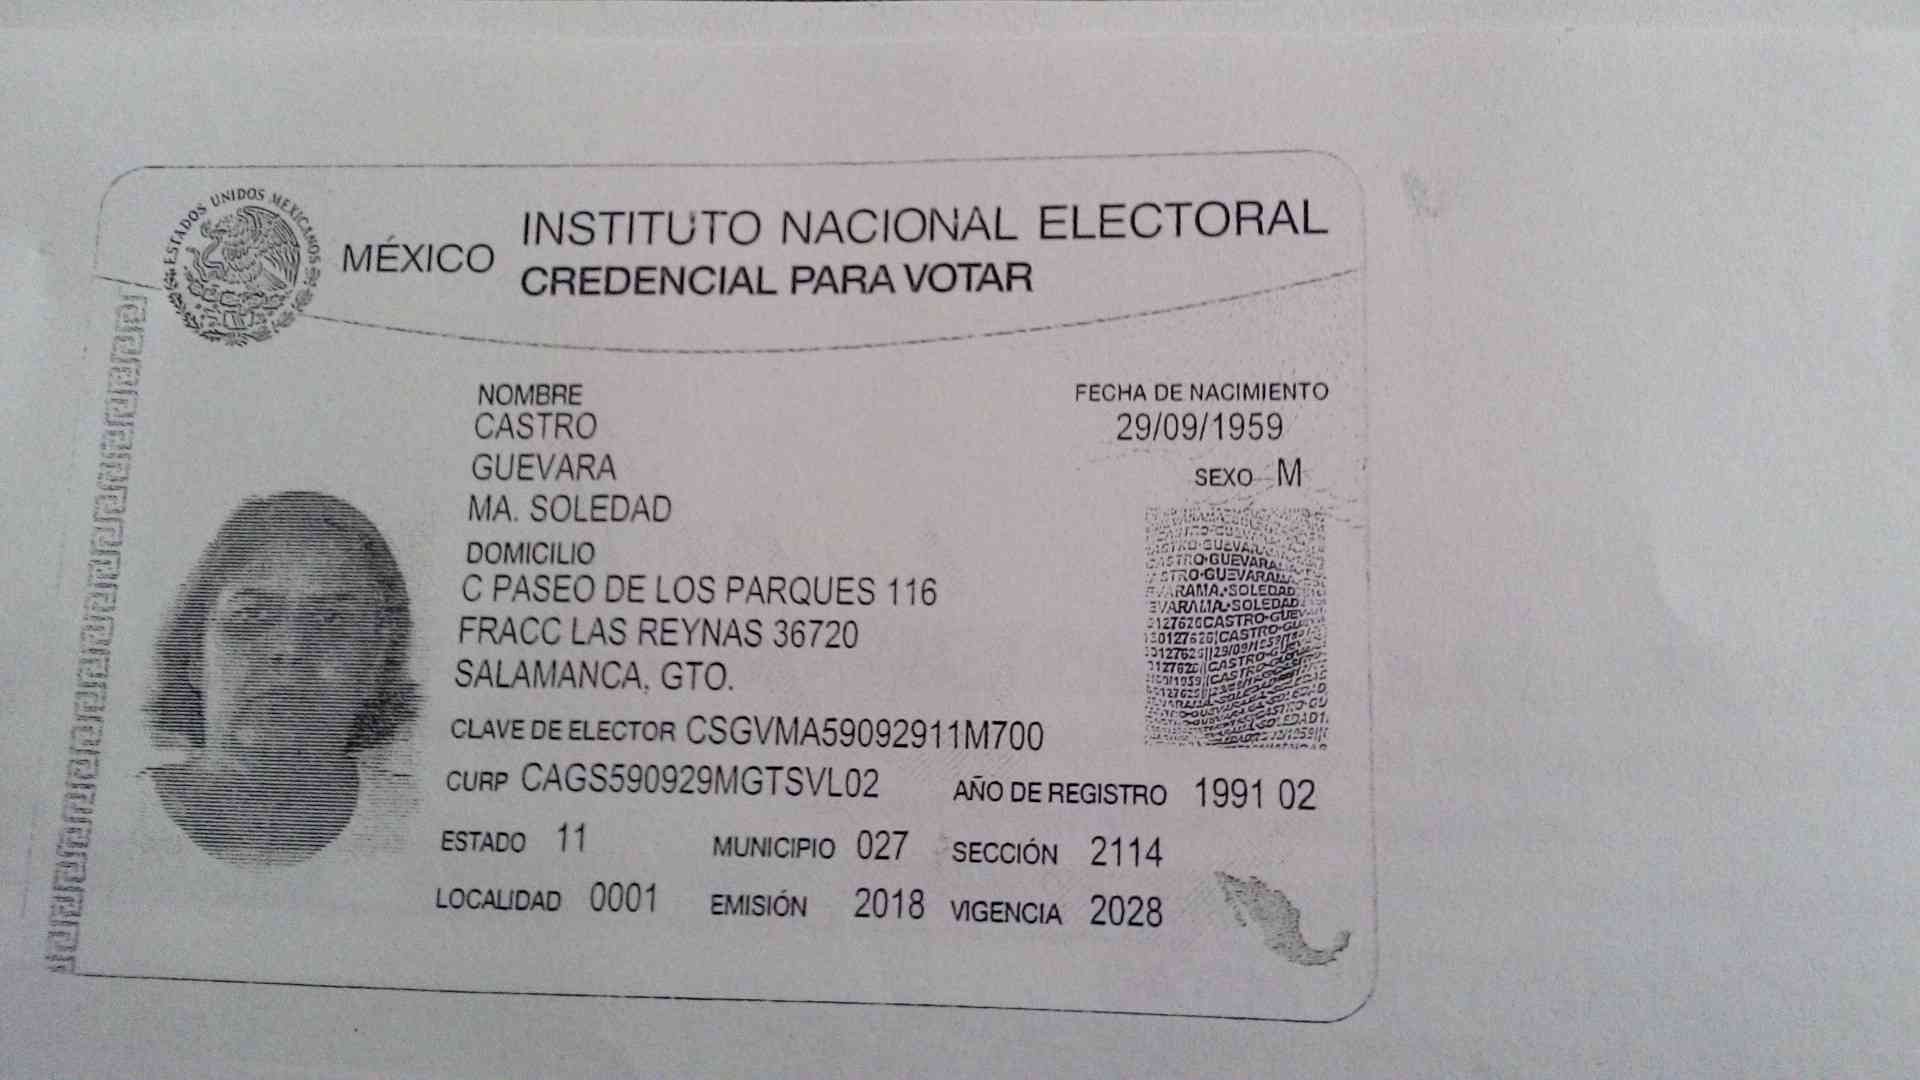 ESTADOS UNIDOS MEXICANOS
MÉXICO
INSTITUTO NACIONAL ELECTORAL
CREDENCIAL PARA VOTAR
NOMBRE
CASTRO
GUEVARA
MA. SOLEDAD
FECHA DE NACIMIENTO
29/09/1959
SEXO M
DOMICILIO
C PASEO DE LOS PARQUES 116
FRACC LAS REYNAS 36720
SALAMANCA, GTO.
CLAVE DE ELECTOR CSGVMA59092911M700
CURP CAGS590929MGTSVL02
AÑO DE REGISTRO 1991 02
ESTADO 11 MUNICIPIO 027 SECCIÓN 2114
LOCALIDAD 0001 EMISIÓN 2018 VIGENCIA 2028